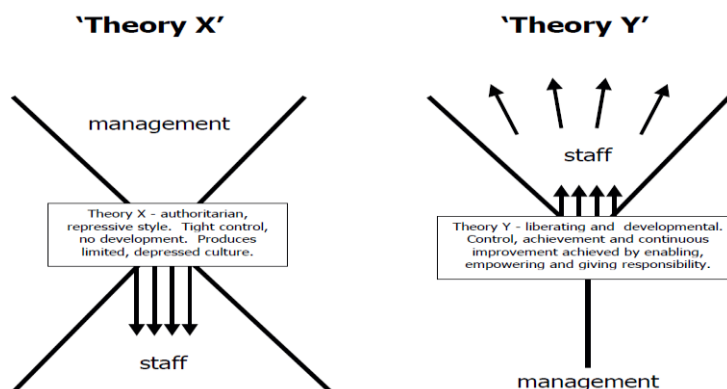 'Theory X'
management
Theory X - authoritarian,
repressive style. Tight control,
no development. Produces
limited, depressed culture.
staff
'Theory Y'
staff
Theory Y - liberating and developmental.
Control, achievement and continuous
improvement achieved by enabling,
empowering and giving responsibility.
management